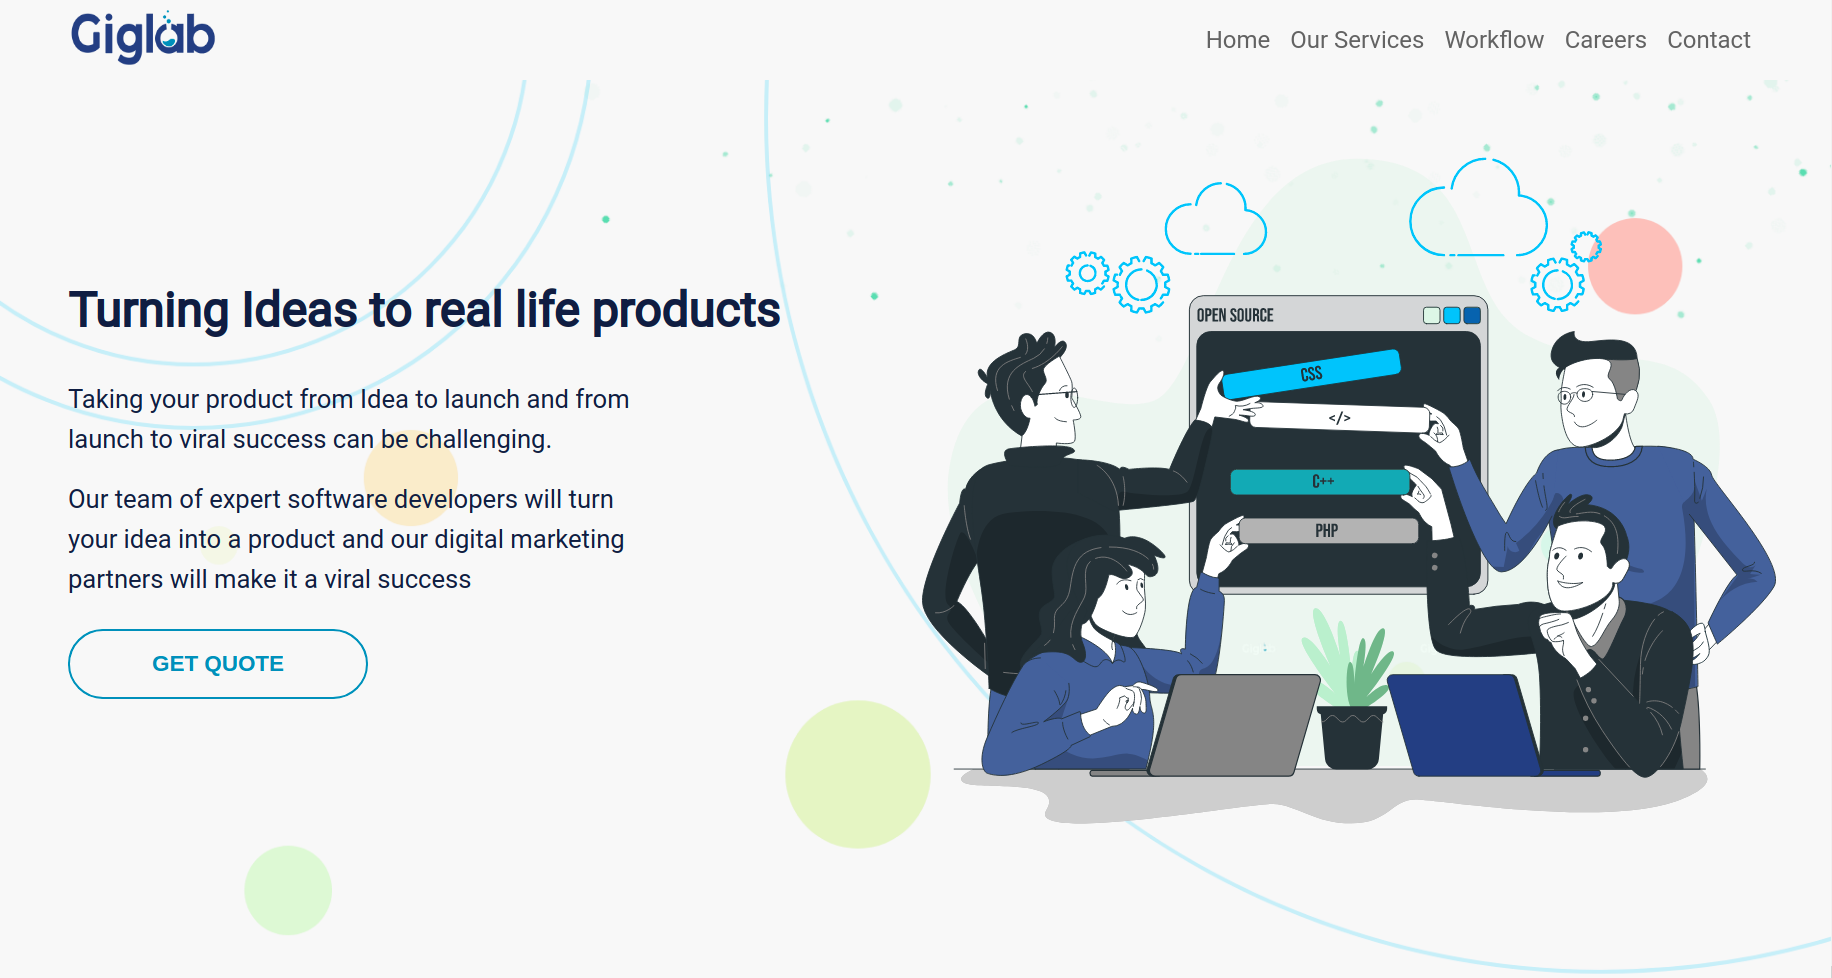 Giglab
Home Our Services Workflow Careers Contact
Turning Ideas to real life products
Taking your product from Idea to launch and from
launch to viral success can be challenging.
Our team of expert software developers will turn
your idea into a product and our digital marketing
partners will make it a viral success
GET QUOTE
OPEN SOURCE
CSS
</>
C++
PHP